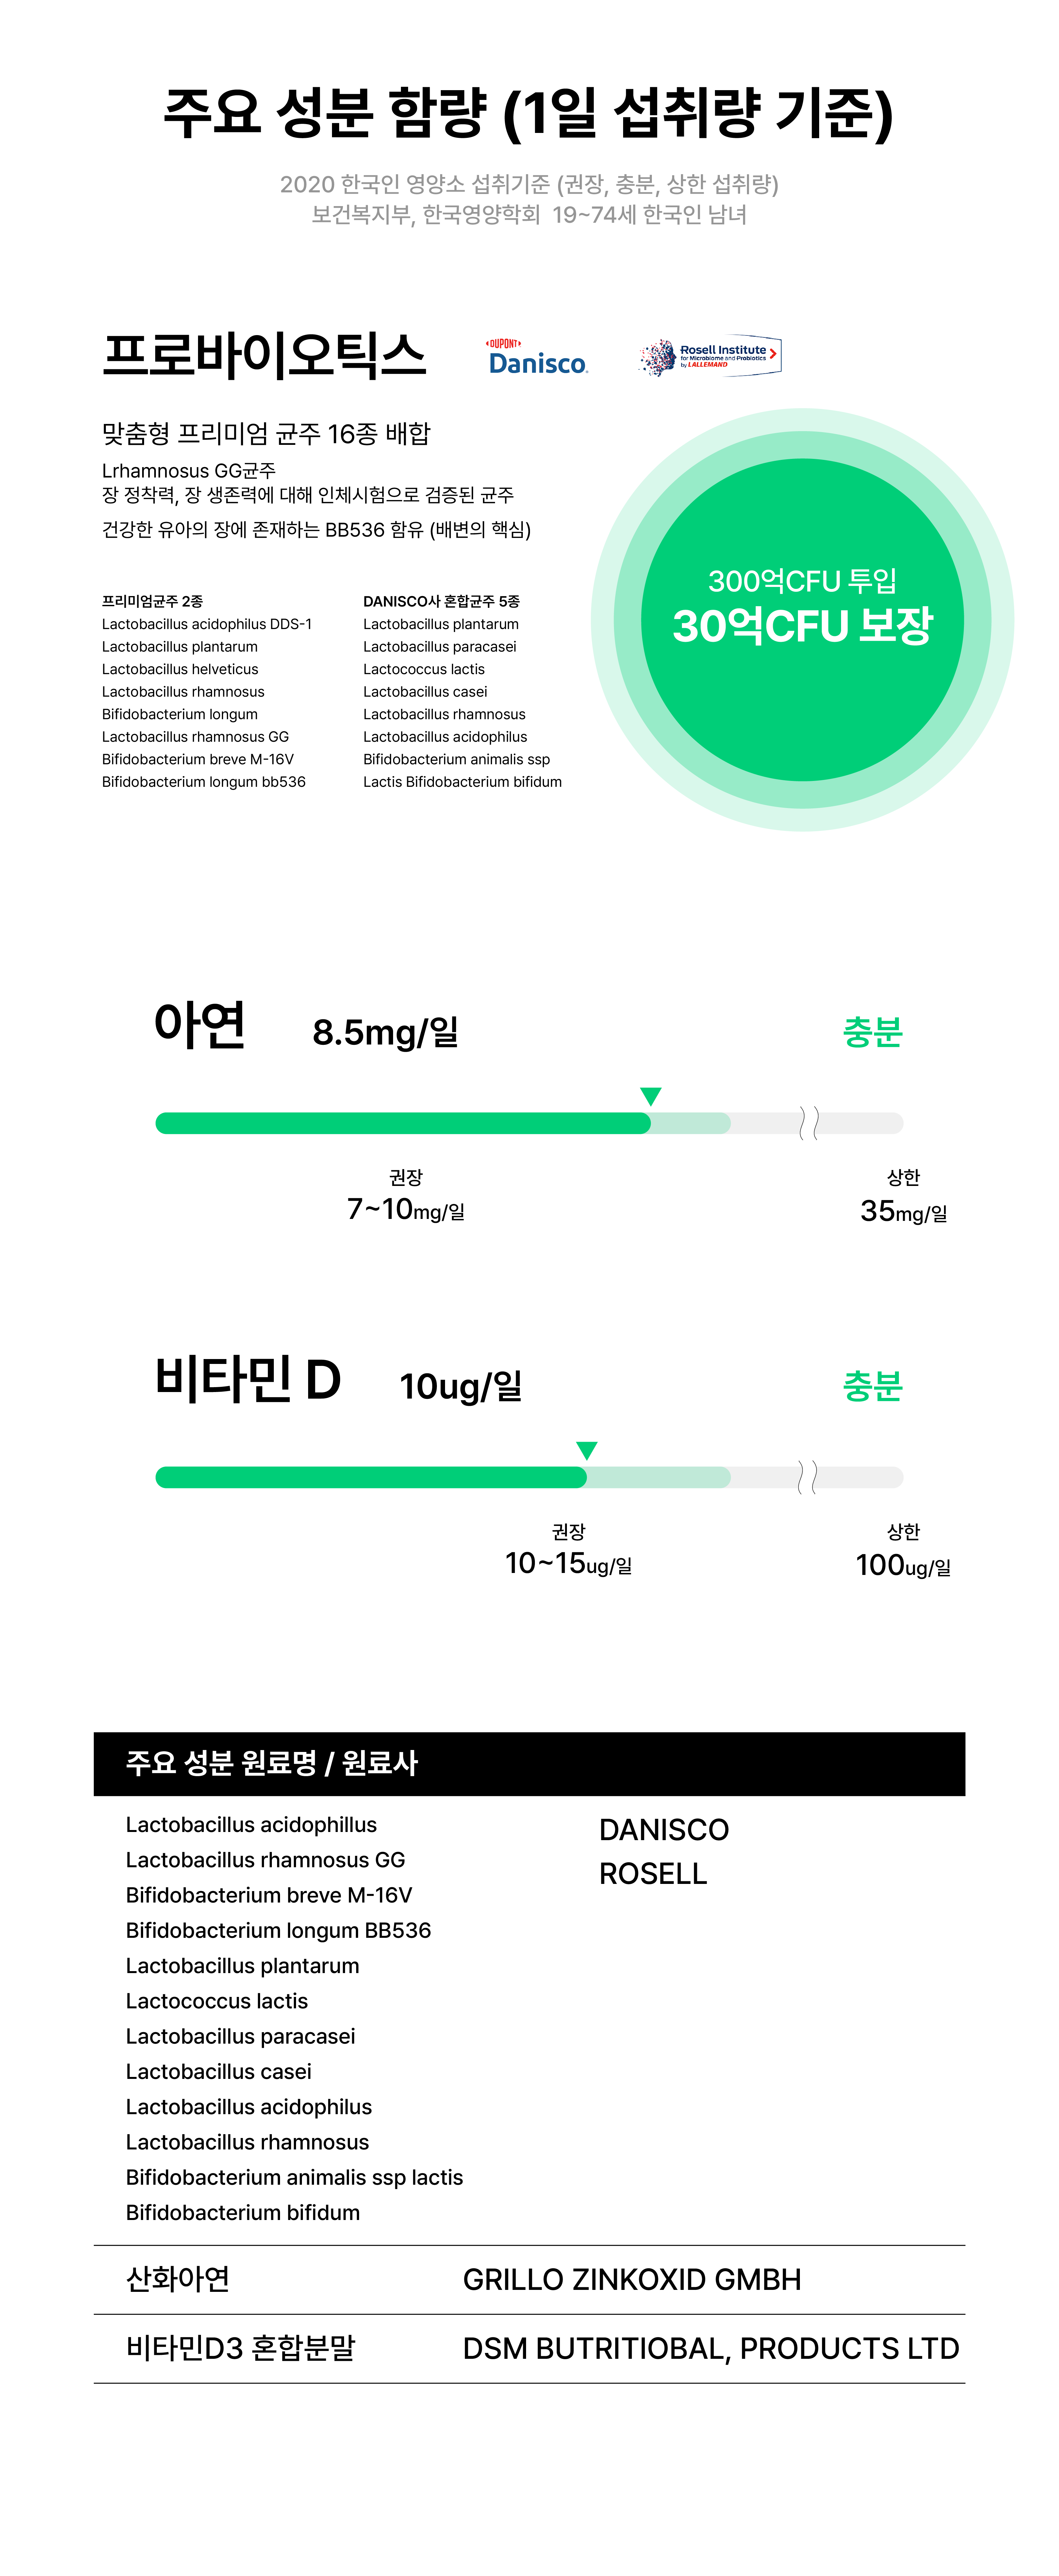 주요 성분 함량 (1일 섭취량 기준)
2020 한국인 영양소 섭취기준 (권장, 충분, 상한 섭취량)
보건복지부, 한국영양학회 19~74세 한국인 남녀
프로바이오틱스
DUPONT
Danisco
Rosell Institute
for Microbiome and Probiotics
by LALLEMAND
맞춤형 프리미엄 균주 16종 배합
Lrhamnosus GG균주
장 정착력, 장 생존력에 대해 인체시험으로 검증된 균주
건강한 유아의 장에 존재하는 BB536 함유 (배변의 핵심)
300억CFU 투입
30억CFU 보장
프리미엄균주 2종
Lactobacillus acidophilus DDS-1
Lactobacillus plantarum
Lactobacillus helveticus
Lactobacillus rhamnosus
Bifidobacterium longum
Lactobacillus rhamnosus GG
Bifidobacterium breve M-16V
Bifidobacterium longum bb536
DANISCO사 혼합균주 5종
Lactobacillus plantarum
Lactobacillus paracasei
Lactococcus lactis
Lactobacillus casei
Lactobacillus rhamnosus
Lactobacillus acidophilus
Bifidobacterium animalis ssp
Lactis Bifidobacterium bifidum
아연 8.5mg/일 충분
권장 상한
7~10mg/일 35mg/일
비타민 D 10ug/일 충분
권장 상한
10~15ug/일 100ug/일
주요 성분 원료명 / 원료사
Lactobacillus acidophillus
Lactobacillus rhamnosus GG
Bifidobacterium breve M-16V
Bifidobacterium longum BB536
Lactobacillus plantarum
Lactococcus lactis
Lactobacillus paracasei
Lactobacillus casei
Lactobacillus acidophilus
Lactobacillus rhamnosus
Bifidobacterium animalis ssp lactis
Bifidobacterium bifidum
DANISCO
ROSELL
산화아연 GRILLO ZINKOXID GMBH
비타민D3 혼합분말 DSM BUTRITIOBAL, PRODUCTS LTD